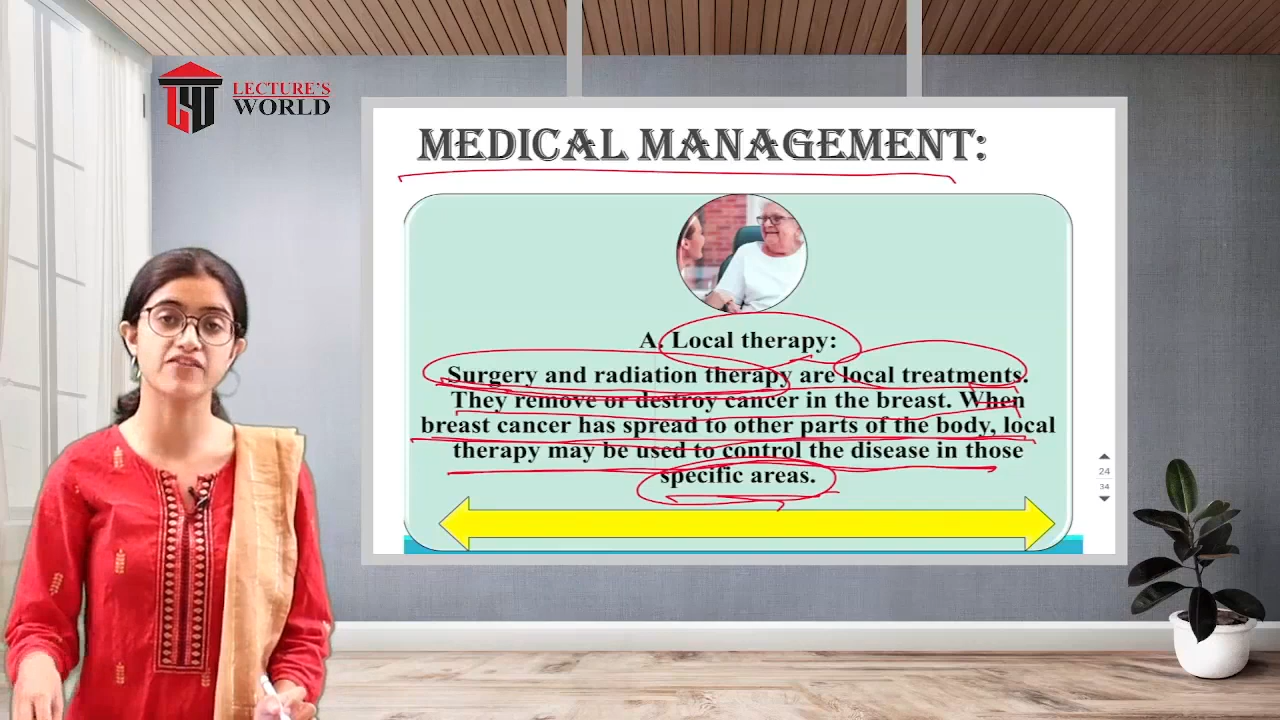 LECTURE'S
WORLD
MEDICAL MANAGEMENT:
A. Local therapy:
Surgery and radiation therapy are local treatments.
They remove or destroy cancer in the breast. When
breast cancer has spread to other parts of the body, local
therapy may be used to control the disease in those
specific areas.
24
34